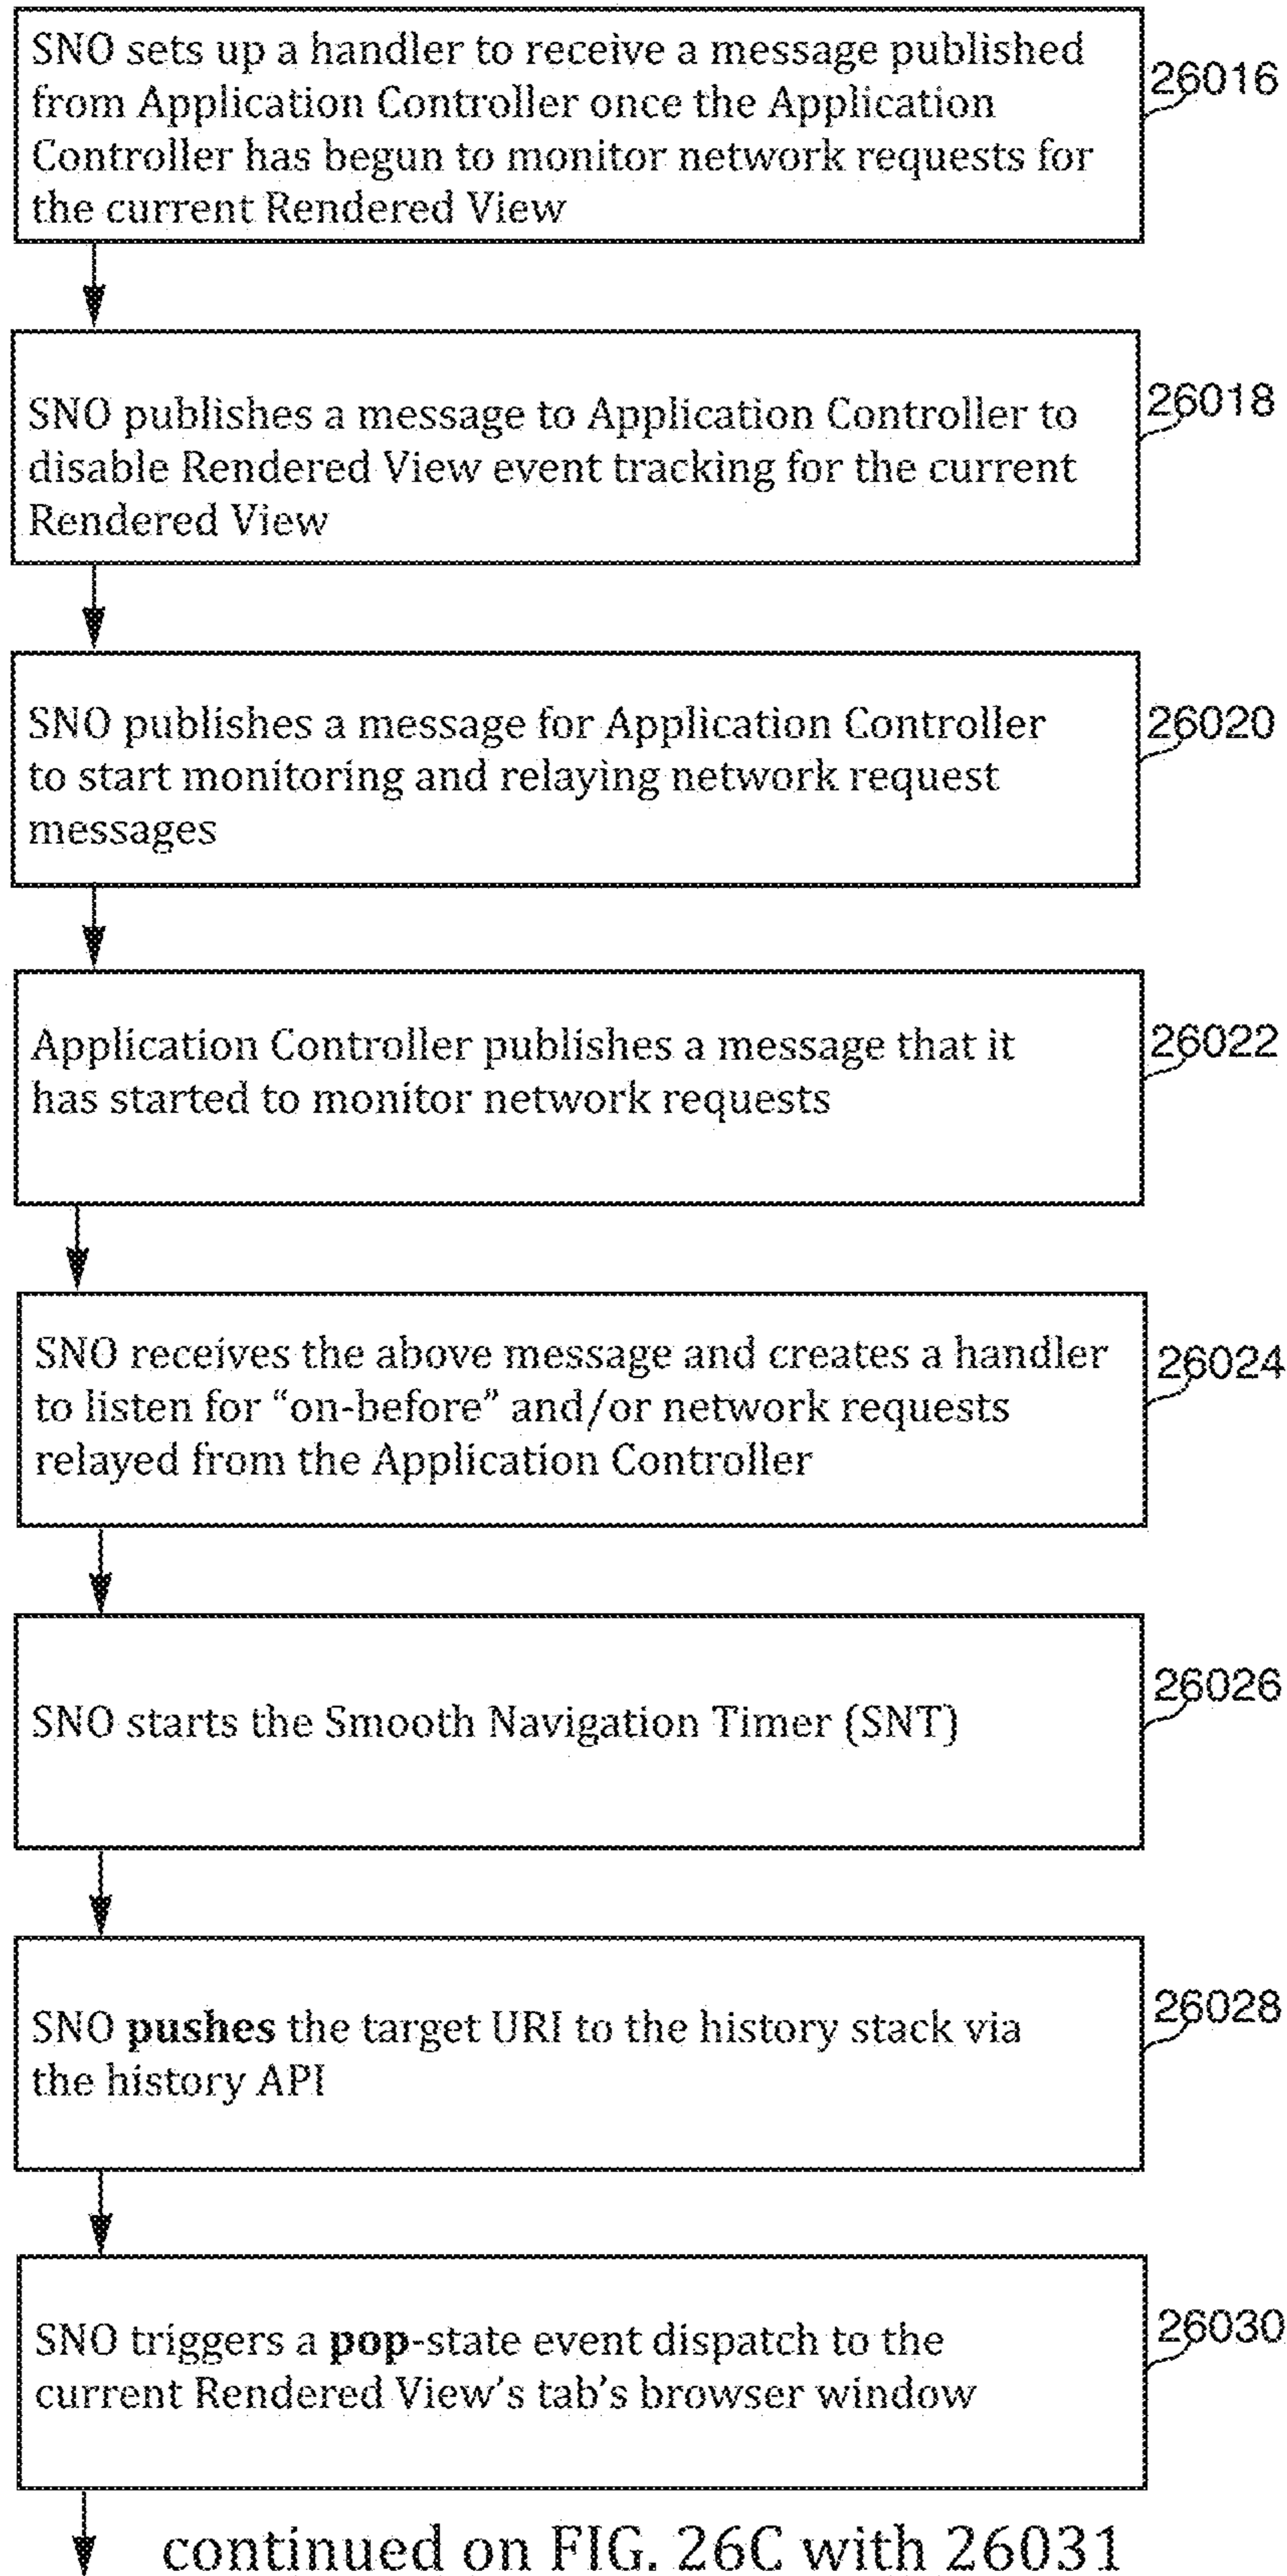 SNO sets up a handler to receive a message published
26016
from Application Controller once the Application
Controller has begun to monitor network requests for
the current Rendered View
26018
SNO publishes a message to Application Controller to
disable Rendered View event tracking for the current
Rendered View
26020
SNO publishes a message for Application Controller
to start monitoring and relaying network request
messages
26022
Application Controller publishes a message that it
has started to monitor network requests
SNO receives the above message and creates a handler
26024
to listen for “on-before” and/or network requests
relayed from the Application Controller
26026
SNO starts the Smooth Navigation Timer (SNT)
26028
SNO pushes the target URI to the history stack via
the history API
26030
SNO triggers a pop-state event dispatch to the
current Rendered View’s tab’s browser window
continued on FIG. 26C with 26031